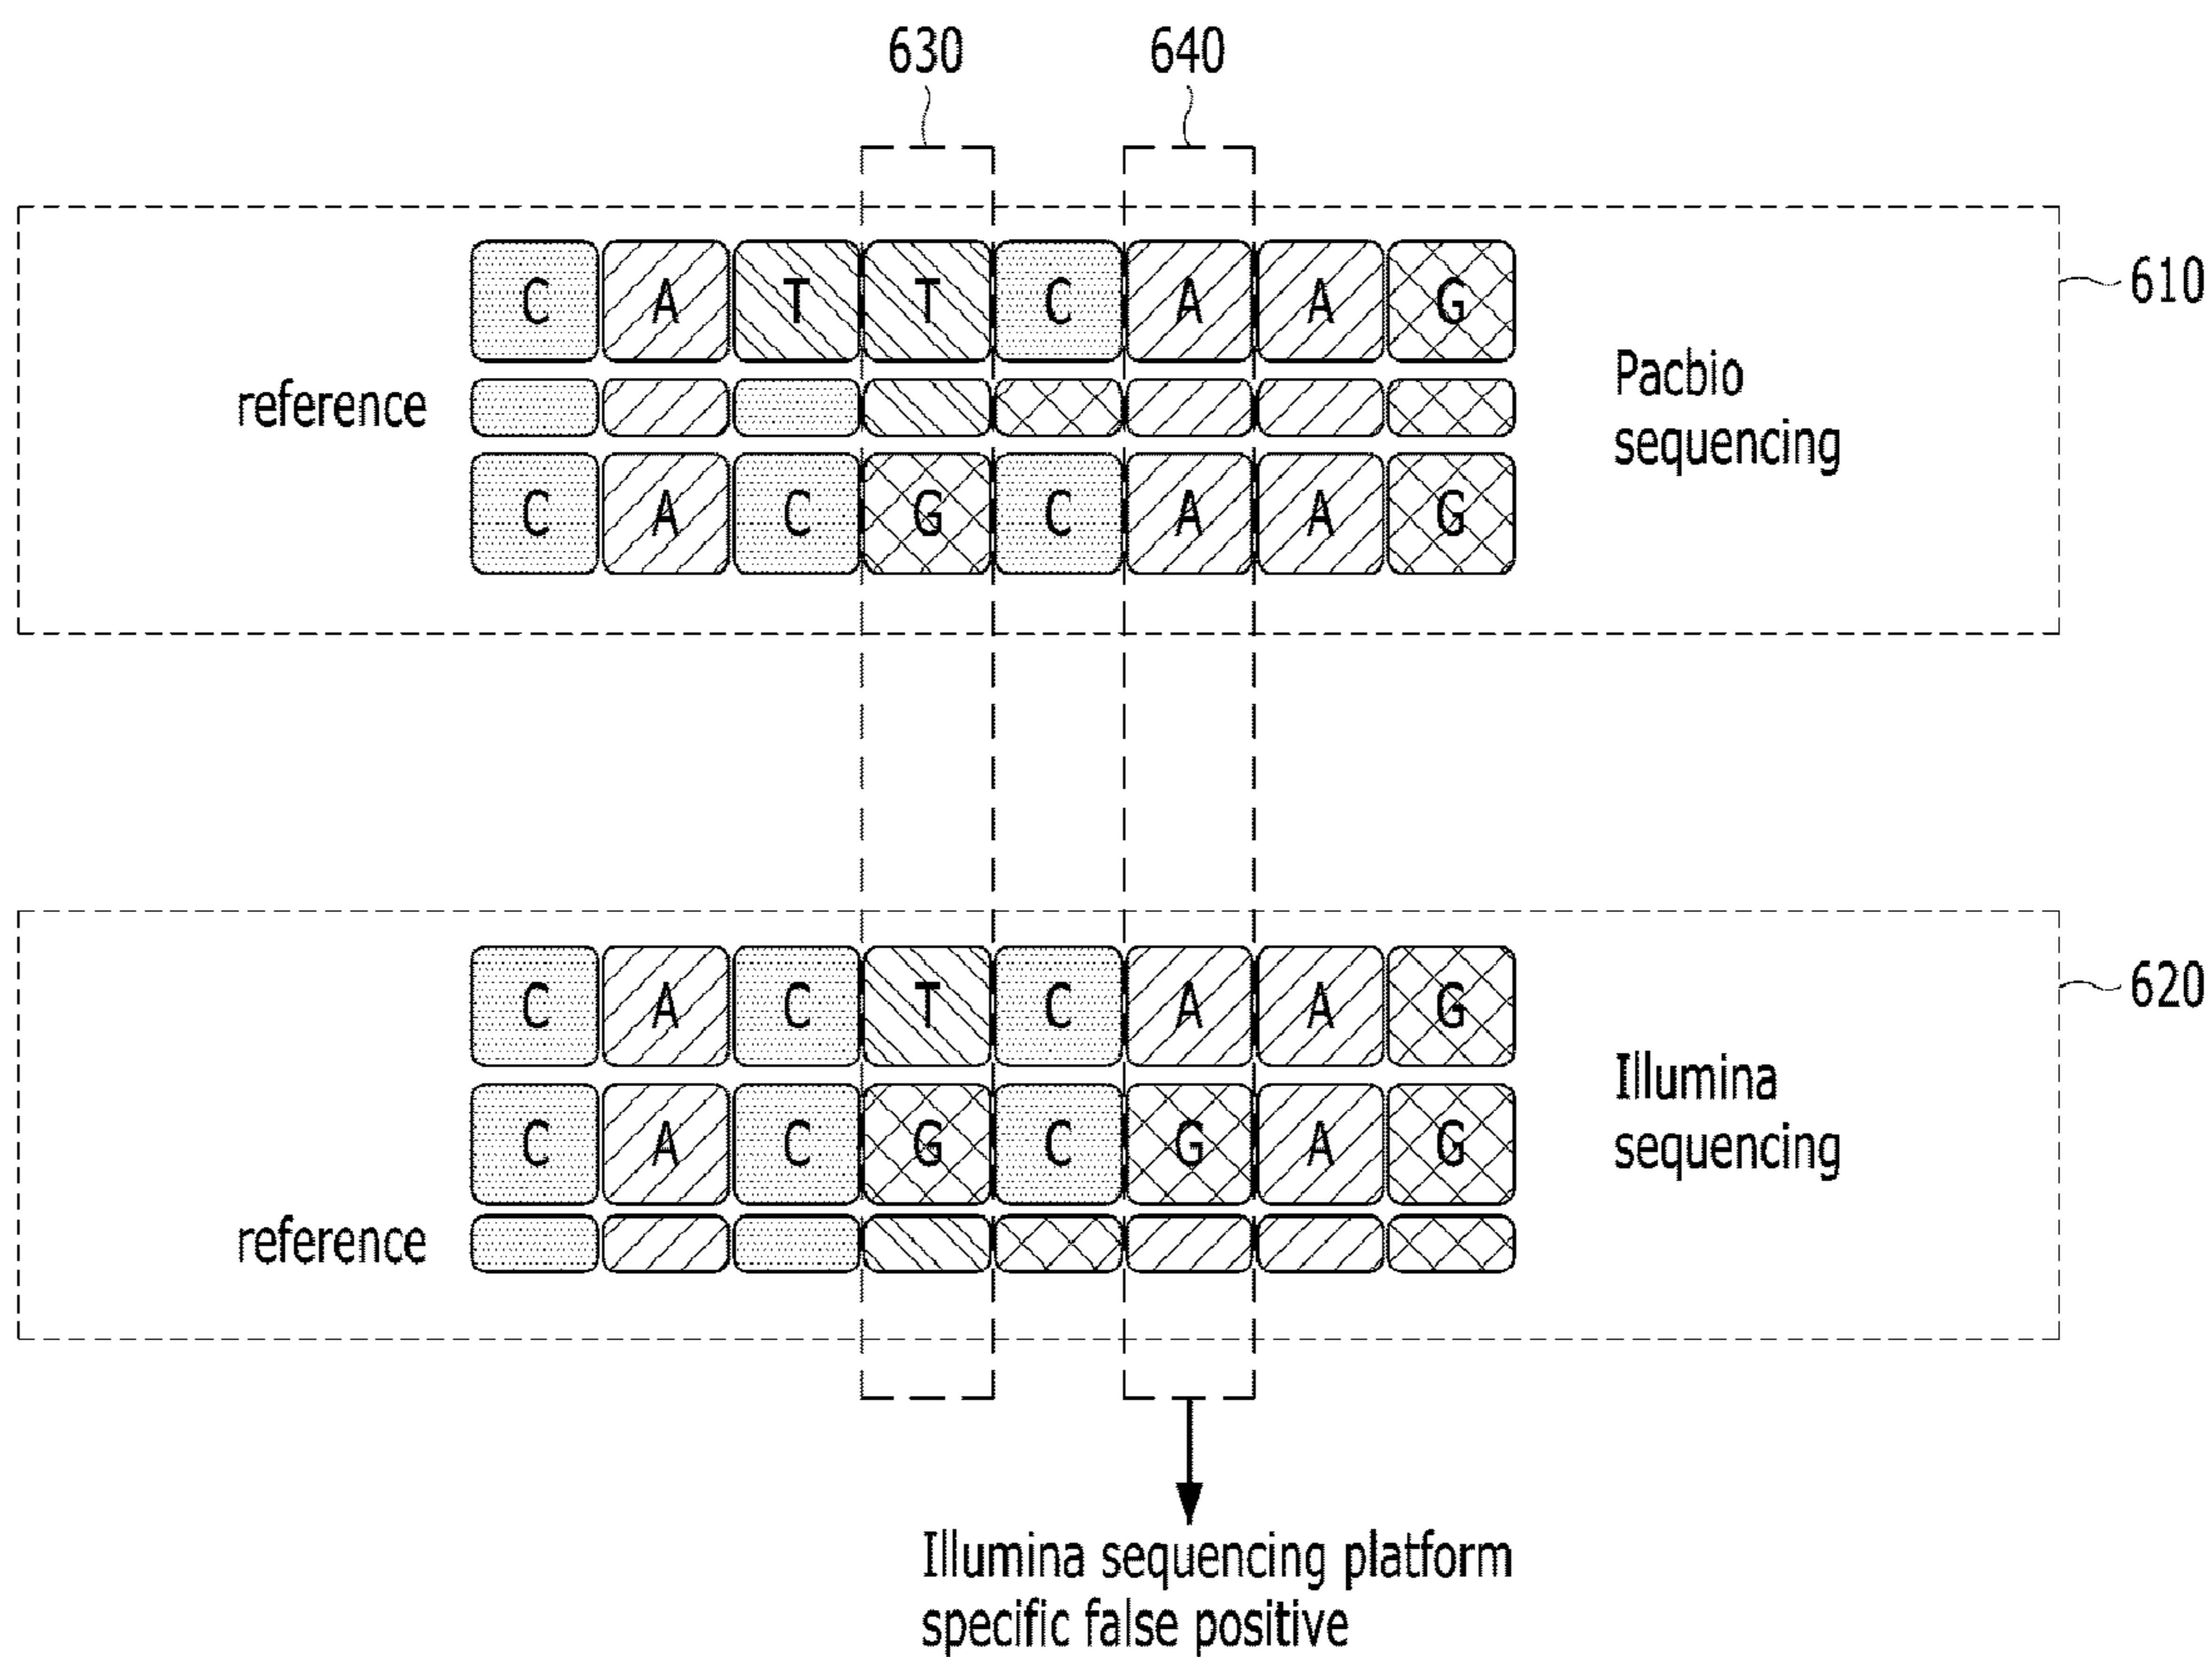 630 640
C A T T C A A G
610
reference
Pacbio
sequencing
C A C G C A A G
C A C T C A A G
620
Illumina
sequencing
C A C G C G A G
reference
Illumina sequencing platform
specific false positive